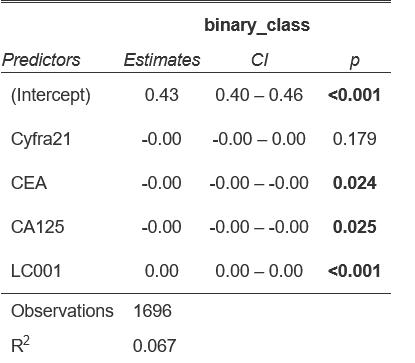 binary_class
Predictors Estimates CI p
(Intercept) 0.43 0.40 – 0.46 <0.001
Cyfra21 -0.00 -0.00 – 0.00 0.179
CEA -0.00 -0.00 – -0.00 0.024
CA125 -0.00 -0.00 – -0.00 0.025
LC001 0.00 0.00 – 0.00 <0.001
Observations 1696
R² 0.067